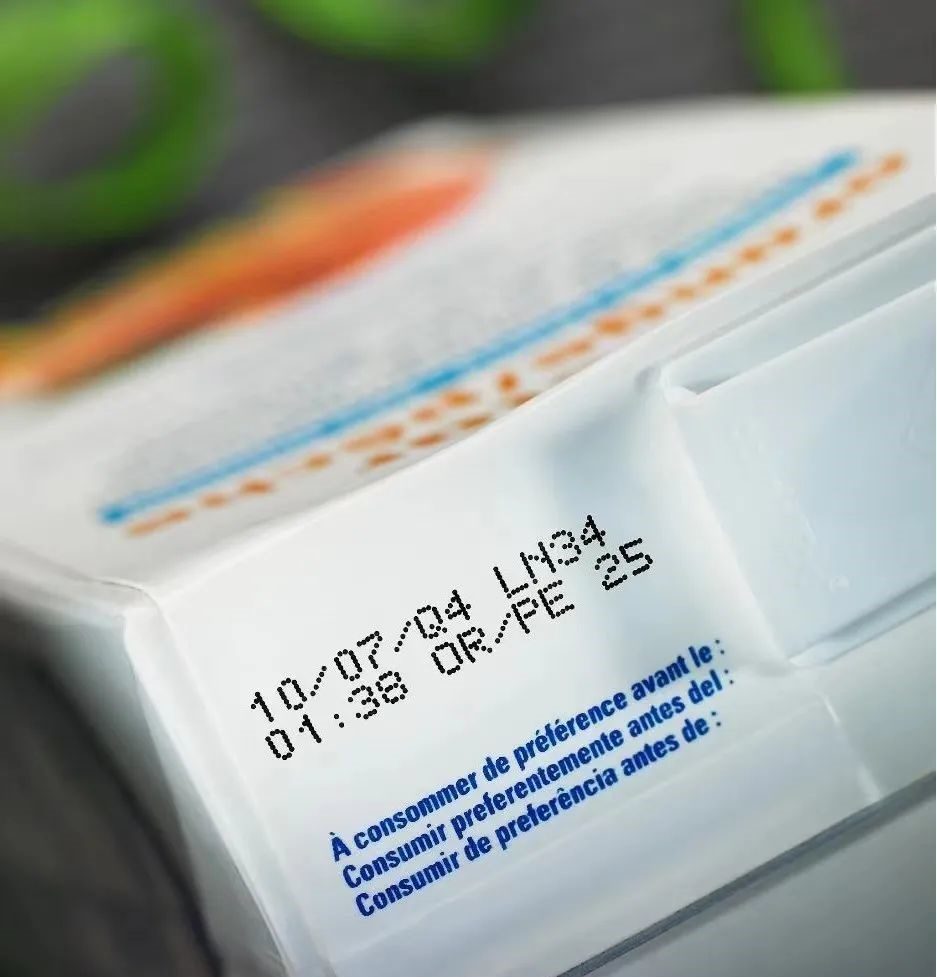 10/07/04 LN34
01:38 OR/PE 25
À consommer de préférence avant le :
Consumir preferentemente antes del :
Consumir de preferência antes de :